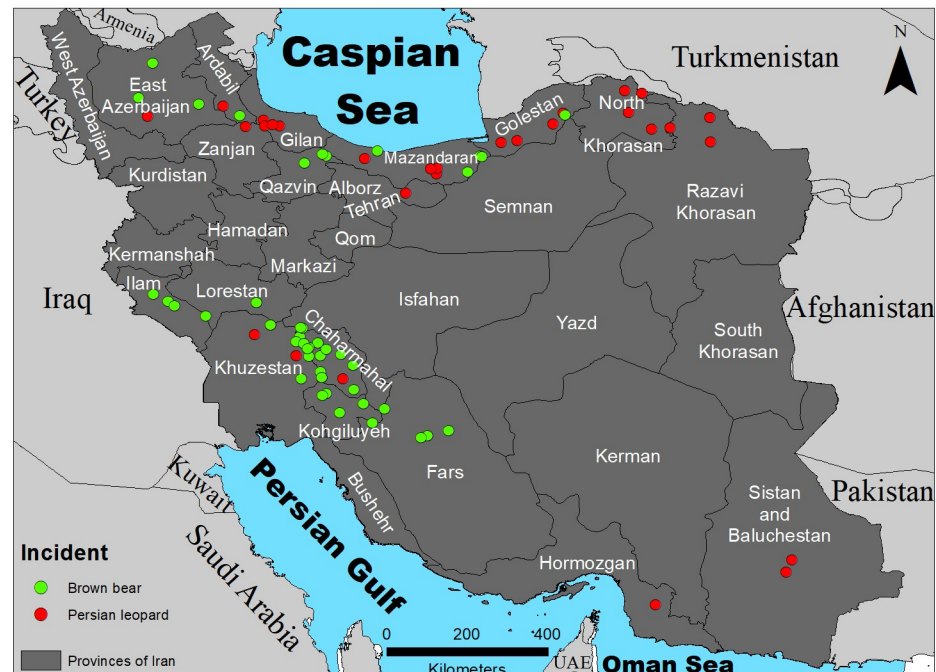 Armenia
Caspian
Sea
Turkmenistan
N
West Azerbaijan
Ardabil
East
Azerbaijan
Turkey
Golestan
North
Khorasan
Zanjan
Gilan
Mazandaran
Kurdistan
Qazvin
Alborz
Tehran
Semnan
Razavi
Khorasan
Hamadan
Qom
Kermanshah
Markazi
Iraq
Ilam
Lorestan
Isfahan
Afghanistan
Chaharmahal
Yazd
South
Khorasan
Khuzestan
Kohgiluyeh
Fars
Kerman
Kuwait
Persian Gulf
Bushehr
Pakistan
Sistan
and
Baluchestan
Saudi Arabia
Hormozgan
Incident
Brown bear
Persian leopard
Provinces of Iran
0 200 400
Kilometers
UAE
Oman Sea